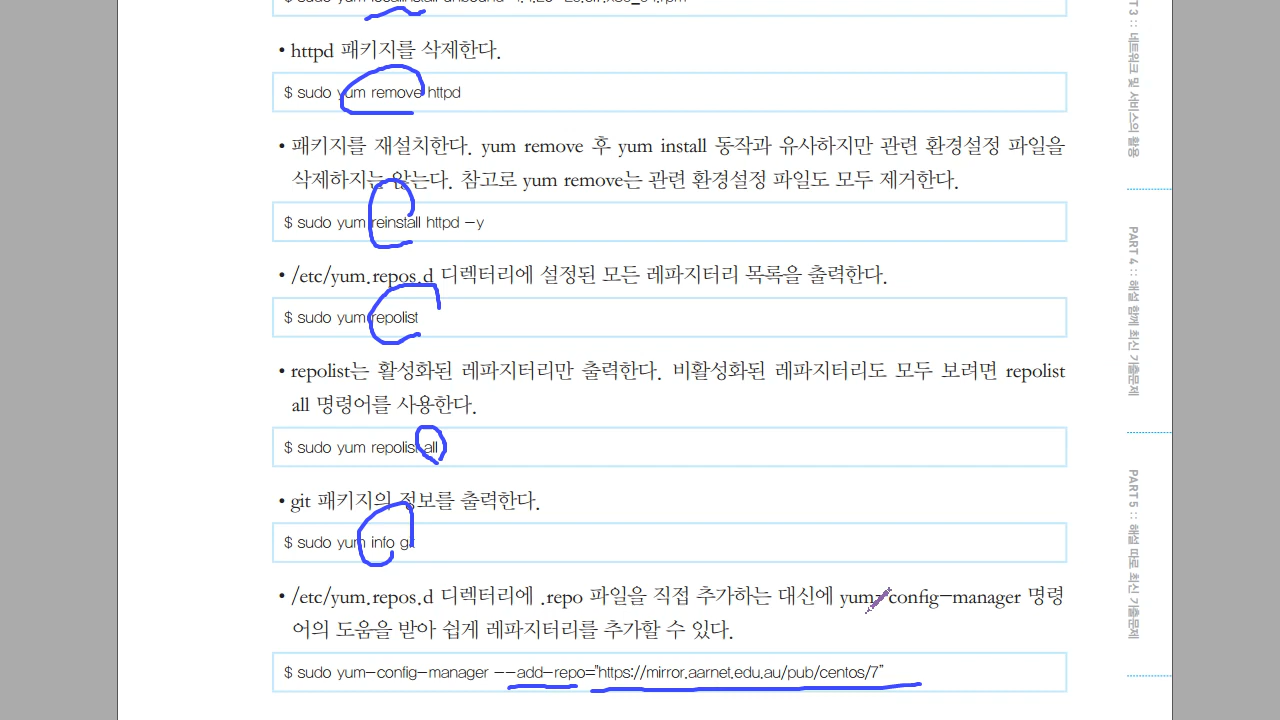 • httpd 패키지를 삭제한다.
$ sudo yum remove httpd
• 패키지를 재설치한다. yum remove 후 yum install 동작과 유사하지만 관련 환경설정 파일을
삭제하지는 않는다. 참고로 yum remove는 관련 환경설정 파일도 모두 제거한다.
$ sudo yum reinstall httpd -y
• /etc/yum.repos.d 디렉터리에 설정된 모든 레파지터리 목록을 출력한다.
$ sudo yum repolist
• repolist는 활성화된 레파지터리만 출력한다. 비활성화된 레파지터리도 모두 보려면 repolist
all 명령어를 사용한다.
$ sudo yum repolist all
• git 패키지의 정보를 출력한다.
$ sudo yum info git
• /etc/yum.repos.d 디렉터리에 .repo 파일을 직접 추가하는 대신에 yum-config-manager 명령
어의 도움을 받아 쉽게 레파지터리를 추가할 수 있다.
$ sudo yum-config-manager --add-repo="https://mirror.aarnet.edu.au/pub/centos/7"
PART 3 :: 네트워크 및 서비스의 활용
PART 4 :: 해설 함께 최신 기출문제
PART 5 :: 해설 따로 최신 기출문제